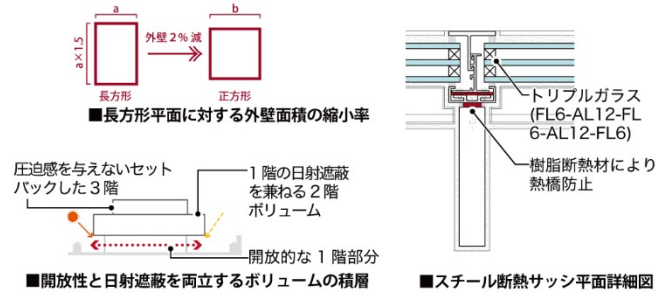 a
b
a×1.5
外壁2%減
長方形
正方形
■長方形平面に対する外壁面積の縮小率
圧迫感を与えないセット
バックした3階
1階の日射遮蔽
を兼ねる2階
ボリューム
開放的な1階部分
■開放性と日射遮蔽を両立するボリュームの積層
トリプルガラス
(FL6-AL12-FL
6-AL12-FL6)
樹脂断熱材により
熱橋防止
■スチール断熱サッシ平面詳細図